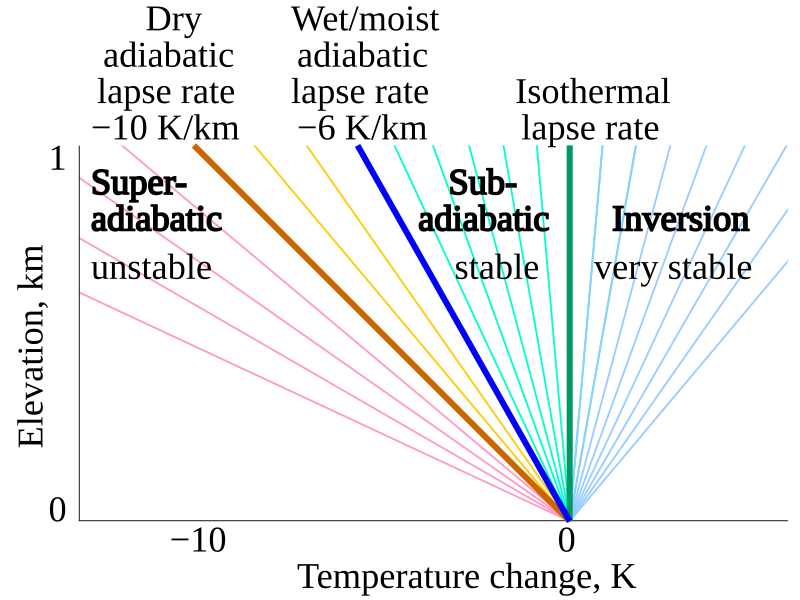 Dry
adiabatic
lapse rate
−10 K/km
Wet/moist
adiabatic
lapse rate
−6 K/km
Isothermal
lapse rate
1
Super-
adiabatic
unstable
Sub-
adiabatic
stable
Inversion
very stable
Elevation, km
0
−10
0
Temperature change, K